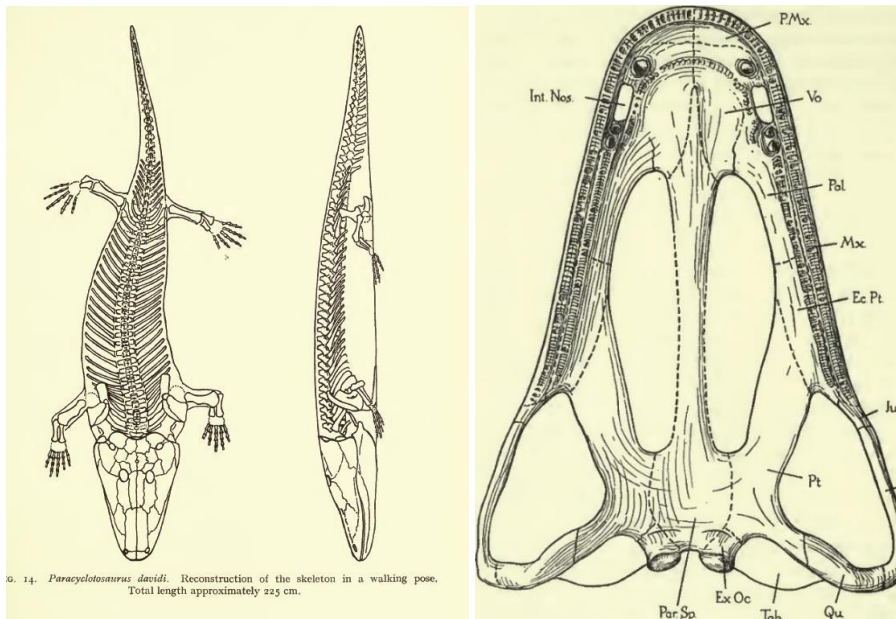 G. 14. Paracyclotosaurus davidi. Reconstruction of the skeleton in a walking pose.
Total length approximately 225 cm.
P.Mx.
Int. Nos.
Vo
Pal.
Mx.
Ec Pt.
Ju
Pt
Par. Sp.
Ex Oc
Tab.
Qu.